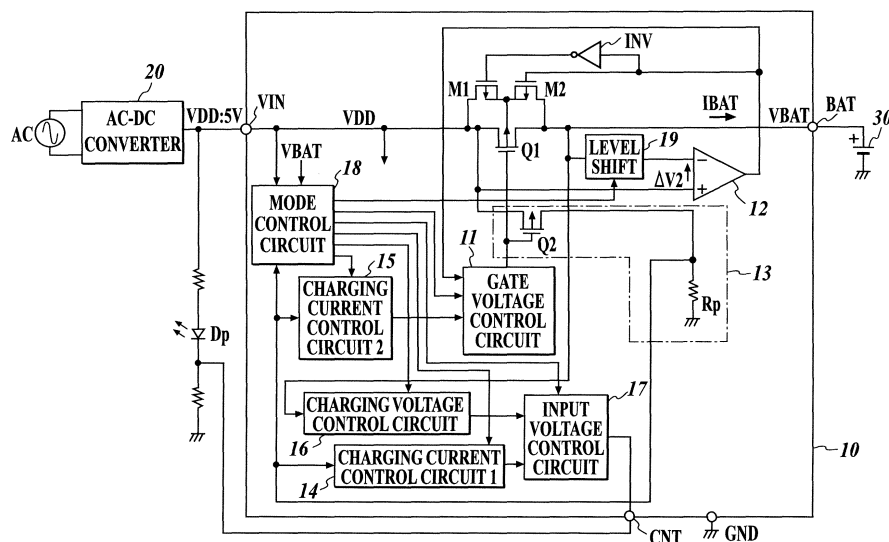 INV
20
M1
M2
AC-DC
CONVERTER
AC
VDD:5V
VIN
VDD
IBAT
VBAT
BAT
30
+
Q1
19
LEVEL
SHIFT
−
+
ΔV2
12
VBAT
18
MODE
CONTROL
CIRCUIT
Q2
13
11
GATE
VOLTAGE
CONTROL
CIRCUIT
Rp
15
CHARGING
CURRENT
CONTROL
CIRCUIT 2
Dp
17
INPUT
VOLTAGE
CONTROL
CIRCUIT
CHARGING VOLTAGE
CONTROL CIRCUIT
16
CHARGING CURRENT
CONTROL CIRCUIT 1
14
10
CNT
GND